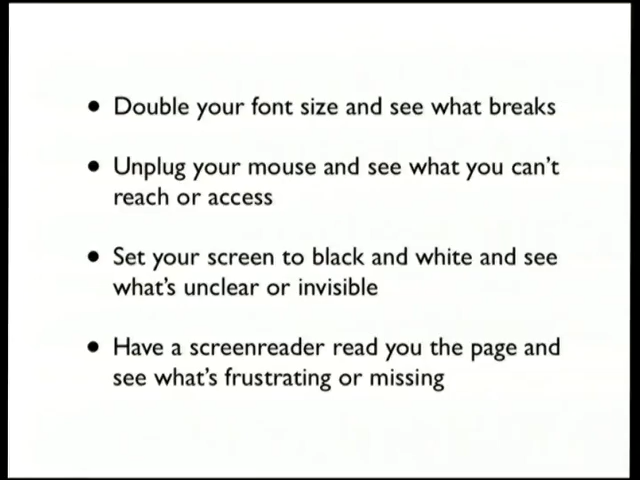 • Double your font size and see what breaks
• Unplug your mouse and see what you can't
reach or access
• Set your screen to black and white and see
what's unclear or invisible
• Have a screenreader read you the page and
see what's frustrating or missing